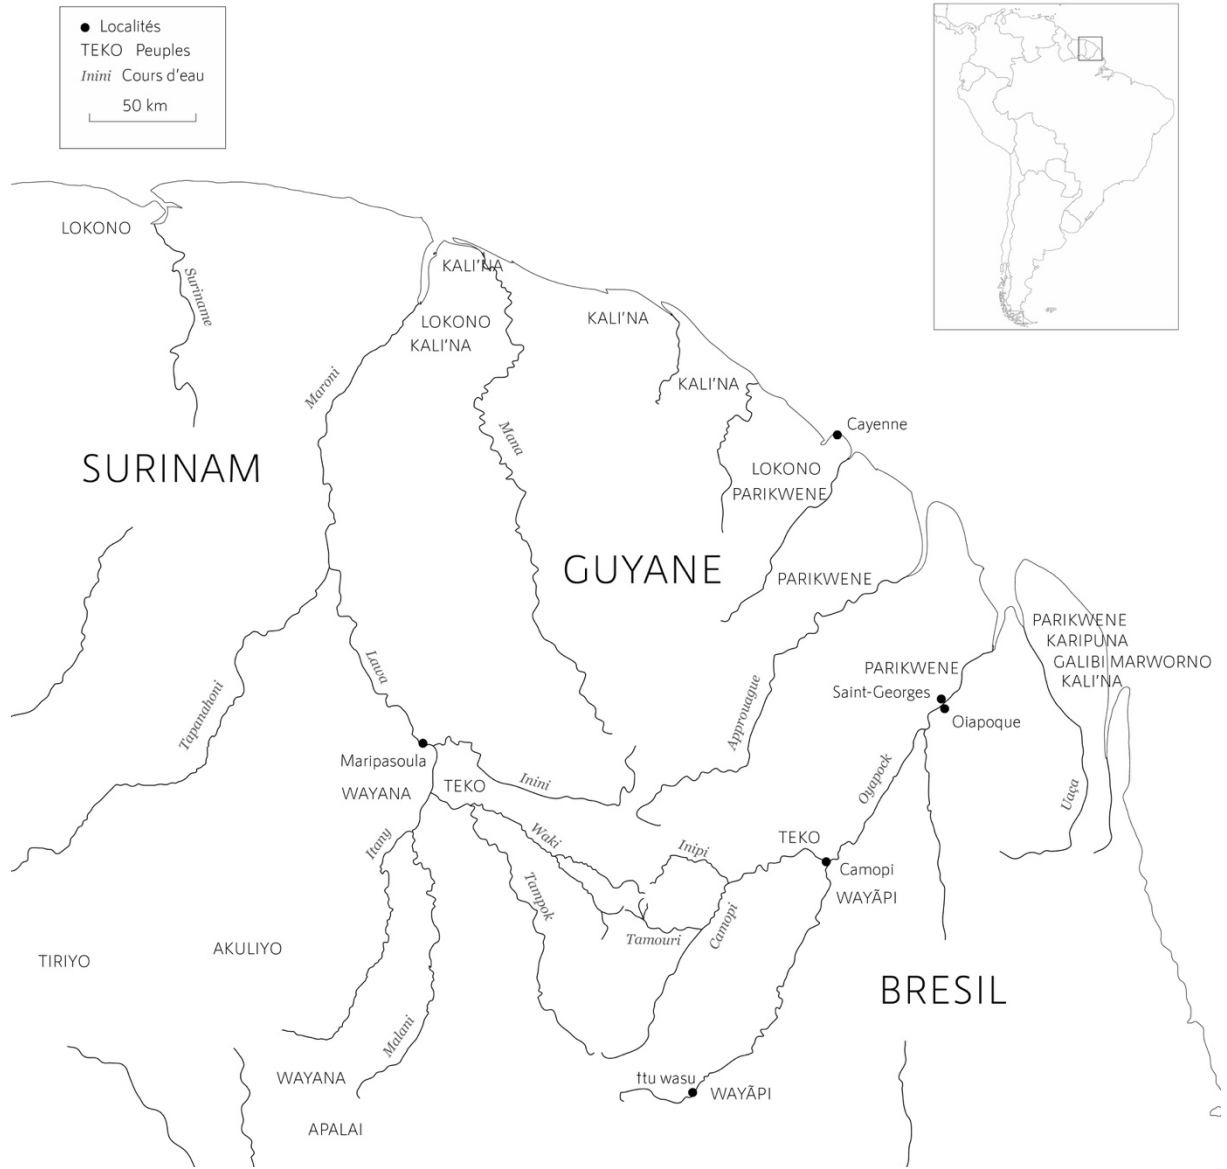 Localités
TEKO Peuples
Inini Cours d'eau
50 km
LOKONO
Suriname
KALI'NA
LOKONO
KALI'NA
KALI'NA
KALI'NA
Maroni
Mana
Cayenne
SURINAM
LOKONO
PARIKWENE
GUYANE
PARIKWENE
PARIKWENE
KARIPUNA
GALIBI MARWORNO
KALI'NA
Lawa
Tapanahoni
Approuague
PARIKWENE
Saint-Georges
Oiapoque
Maripasoula
WAYANA
TEKO
Inini
Oyapock
Uaça
Itany
Waki
Inipi
TEKO
Camopi
WAYÃPI
Tampok
Tamouri
Camopi
TIRIYO
AKULIYO
BRESIL
Malani
WAYANA
APALAI
ɨtu wasu
WAYÃPI